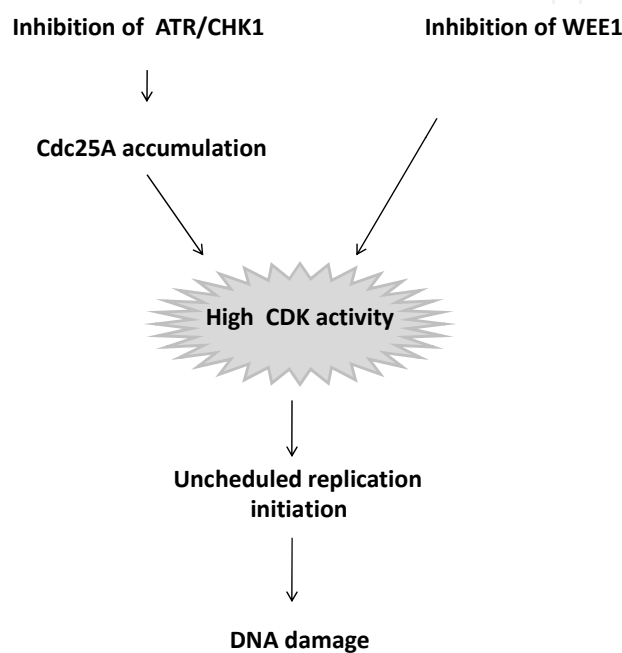 Inhibition of ATR/CHK1
Inhibition of WEE1
Cdc25A accumulation
High CDK activity
Uncheduled replication
initiation
DNA damage